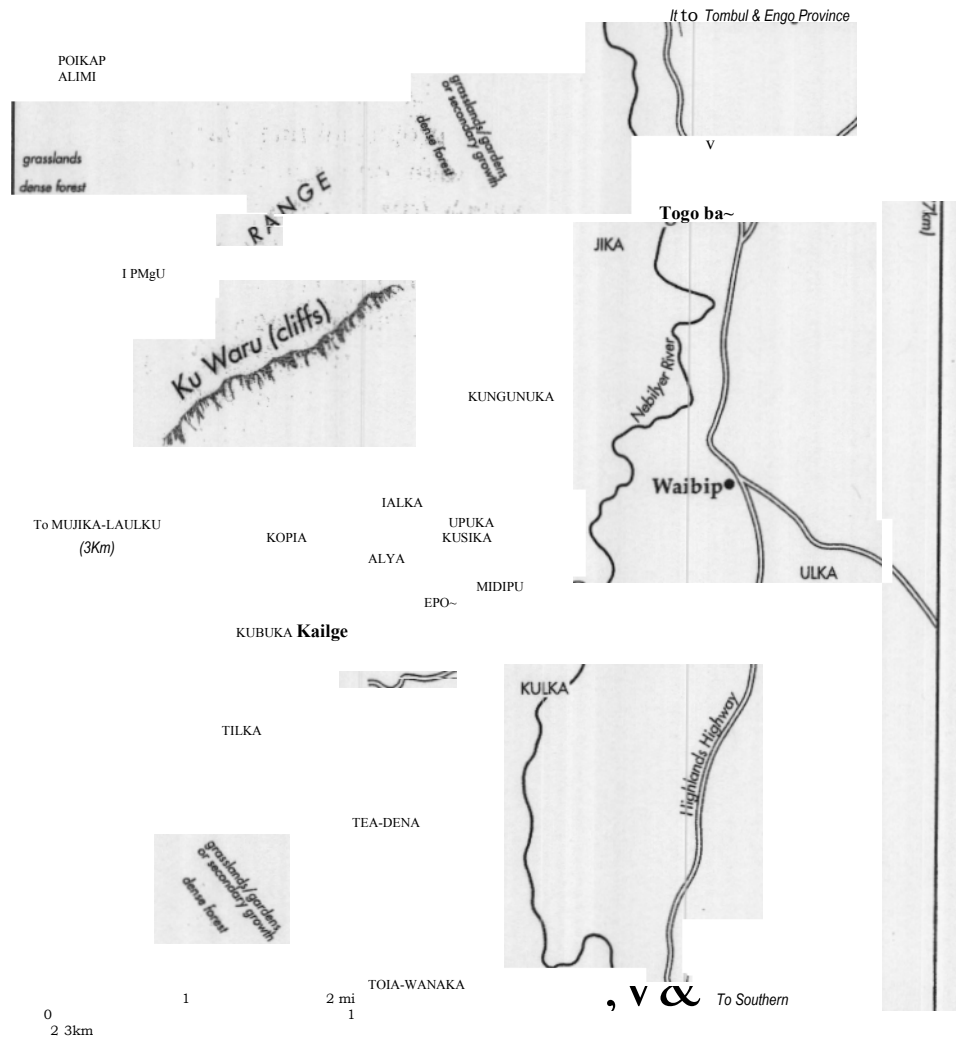 It to Tombul & Engo Province
POIKAP
ALIMI
grasslands/gardens
or secondary growth
dense forest
v
grasslands
dense forest
RANGE
Togo ba~
7km)
JIKA
I PMgU
Ku Waru (cliffs)
Nebilyer River
KUNGUNUKA
Waibip
IALKA
To MUJIKA-LAULKU
(3Km)
KOPIA
UPUKA
KUSIKA
ALYA
ULKA
MIDIPU
EPO~
KUBUKA Kailge
KULKA
Highlands Highway
TILKA
TEA-DENA
grasslands/gardens
or secondary growth
dense forest
TOIA-WANAKA
, v & To Southern
1 2 mi
0 1
2 3km